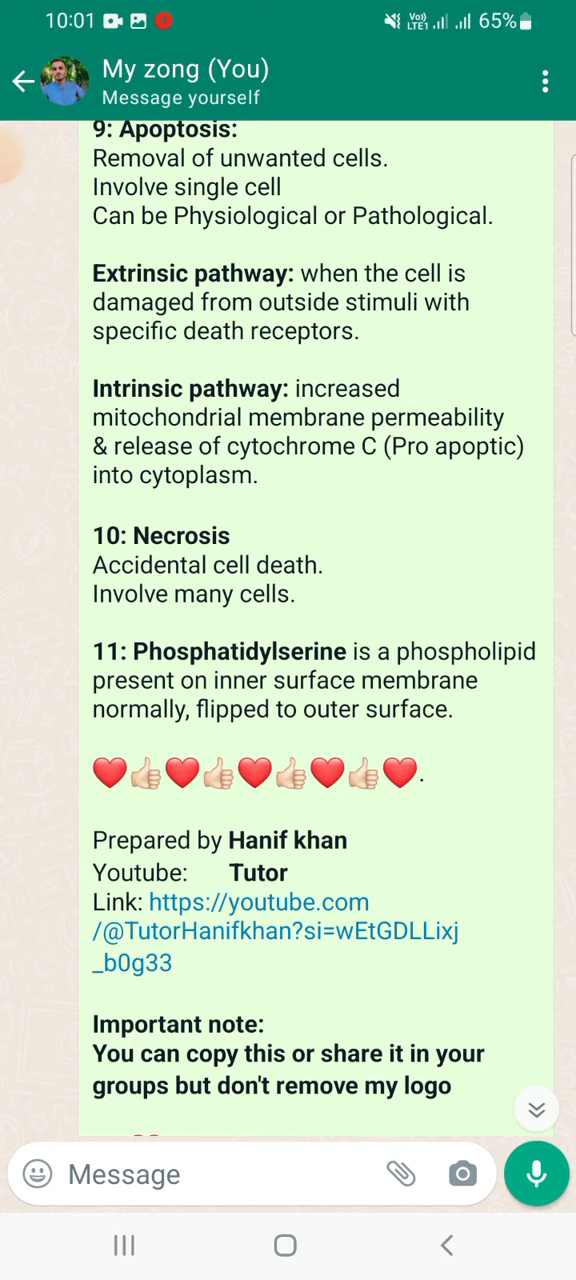 10:01 Vo)) LTE1 65%
My zong (You)
Message yourself
9: Apoptosis:
Removal of unwanted cells.
Involve single cell
Can be Physiological or Pathological.
Extrinsic pathway: when the cell is
damaged from outside stimuli with
specific death receptors.
Intrinsic pathway: increased
mitochondrial membrane permeability
& release of cytochrome C (Pro apoptic)
into cytoplasm.
10: Necrosis
Accidental cell death.
Involve many cells.
11: Phosphatidylserine is a phospholipid
present on inner surface membrane
normally, flipped to outer surface.
❤️👍🏻❤️👍🏻❤️👍🏻❤️👍🏻❤️.
Prepared by Hanif khan
Youtube: Tutor
Link: https://youtube.com
/@TutorHanifkhan?si=wEtGDLLixj
_b0g33
Important note:
You can copy this or share it in your
groups but don't remove my logo
Message